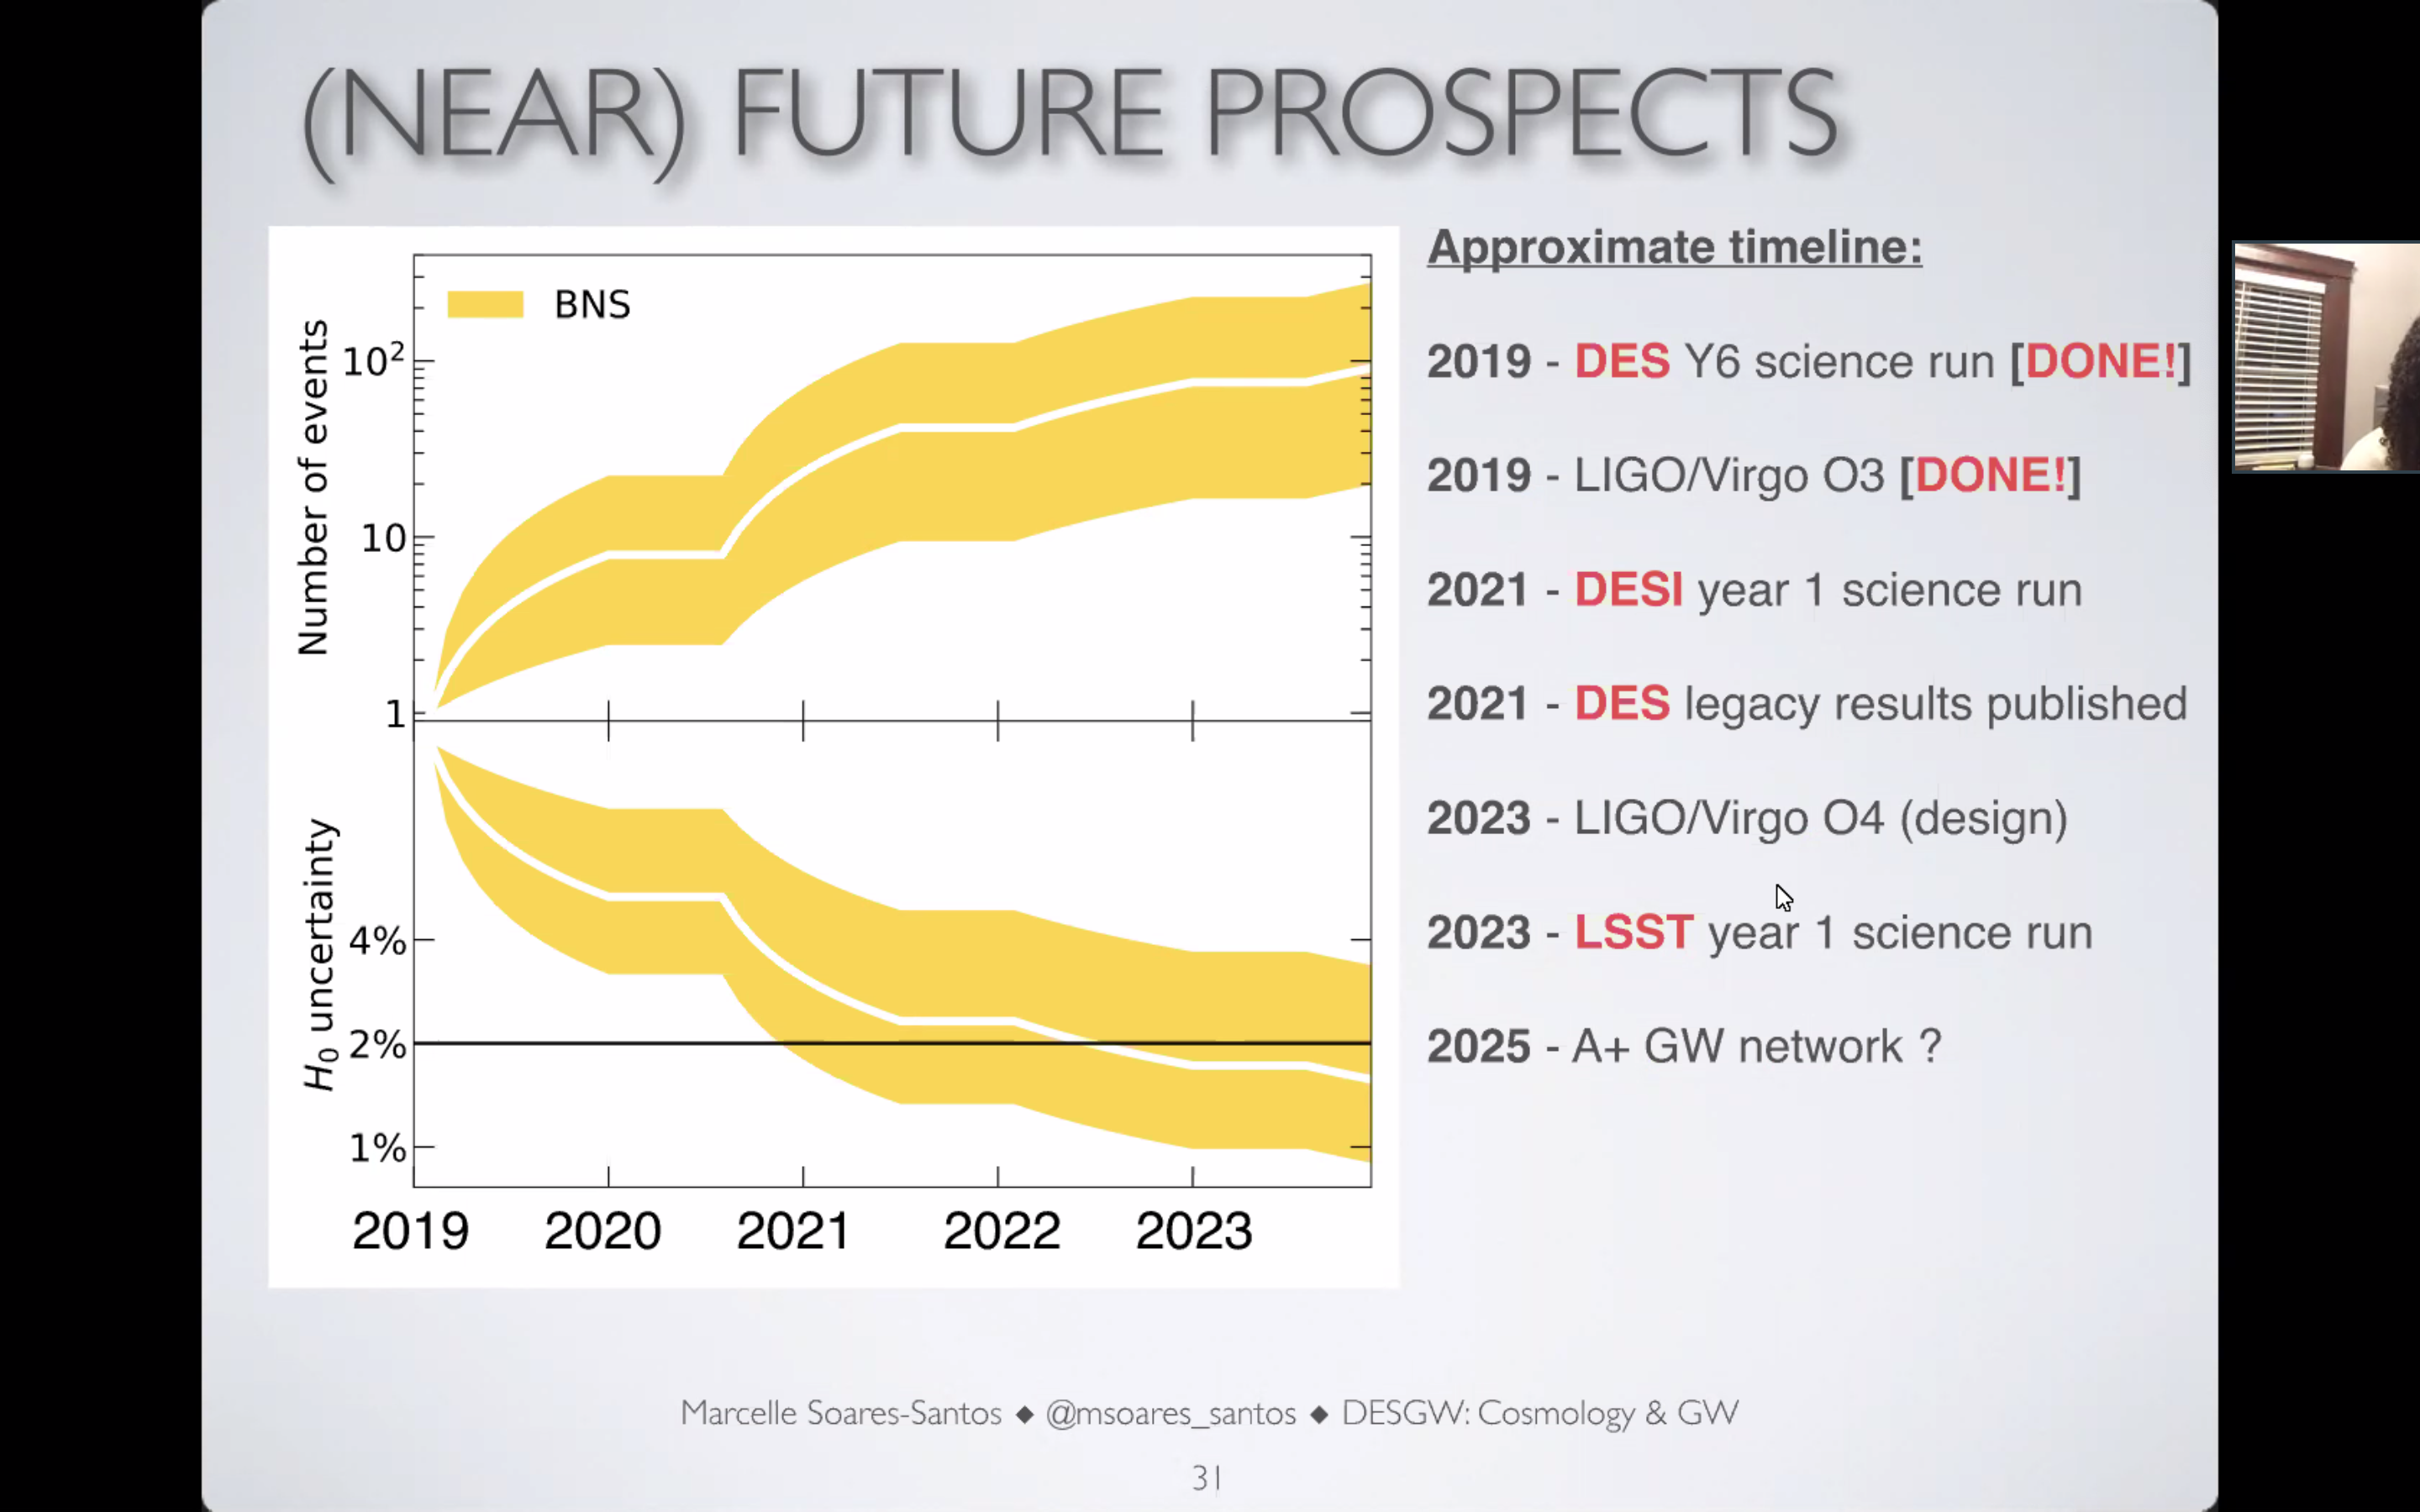 (NEAR) FUTURE PROSPECTS
BNS
Number of events
10²
10
1
H₀ uncertainty
4%
2%
1%
2019
2020
2021
2022
2023
Approximate timeline:
2019 - DES Y6 science run [DONE!]
2019 - LIGO/Virgo O3 [DONE!]
2021 - DESI year 1 science run
2021 - DES legacy results published
2023 - LIGO/Virgo O4 (design)
2023 - LSST year 1 science run
2025 - A+ GW network ?
Marcelle Soares-Santos ◆ @msoares_santos ◆ DESGW: Cosmology & GW
31